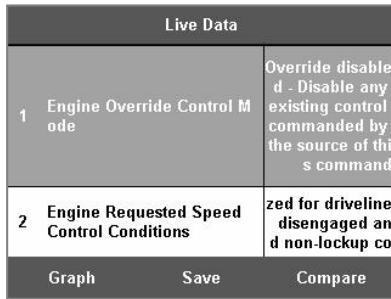 Live Data
1
Engine Override Control M
ode
Override disable
d - Disable any
existing control
commanded by
the source of thi
s command
2
Engine Requested Speed
Control Conditions
zed for driveline
disengaged an
d non-lockup co
Graph Save Compare